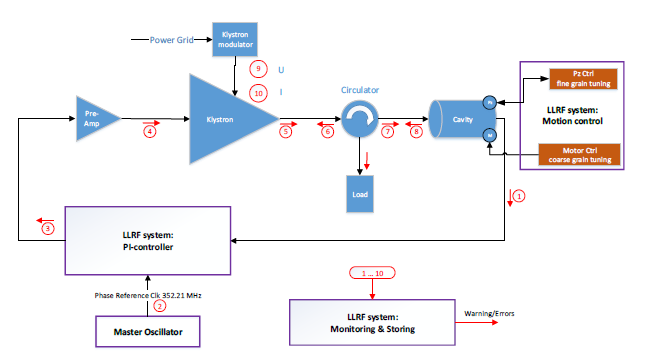 Klystron
modulator
Power Grid
9
U
10
I
Circulator
Pz Ctrl
fine grain tuning
LLRF system:
Motion control
Motor Ctrl
coarse grain tuning
Pre-
Amp
4
Klystron
5
6
7
8
Cavity
Load
1
3
LLRF system:
PI-controller
Phase Reference Clk 352.21 MHz
2
Master Oscillator
1 ... 10
LLRF system:
Monitoring & Storing
Warning/Errors